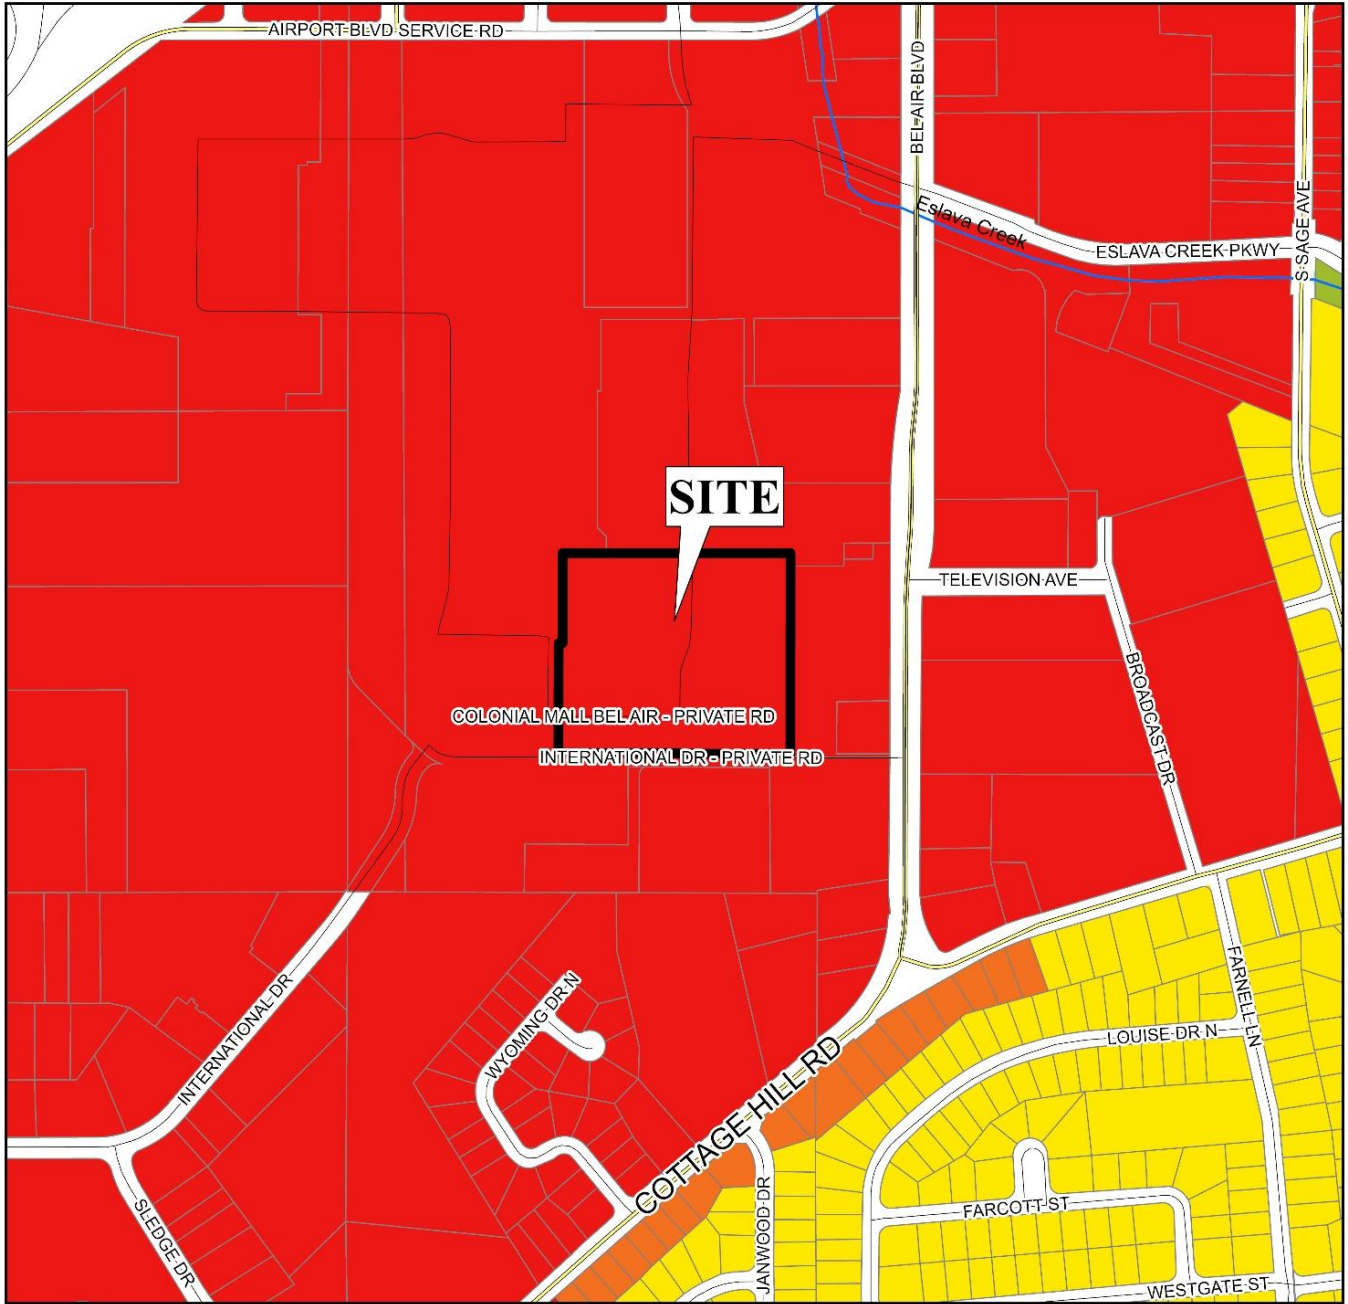 AIRPORT BLVD SERVICE RD
BEL AIR BLVD
S SAGE AVE
Eslava Creek
ESLAVA CREEK PKWY
SITE
TELEVISION AVE
BROADCAST DR
COLONIAL MALL BEL AIR - PRIVATE RD
INTERNATIONAL DR - PRIVATE RD
INTERNATIONAL DR
WYOMING DR N
FARNELL LN
LOUISE DR N
COTTAGE HILL RD
SLEDGE DR
JANWOOD DR
FARCOTT ST
WESTGATE ST